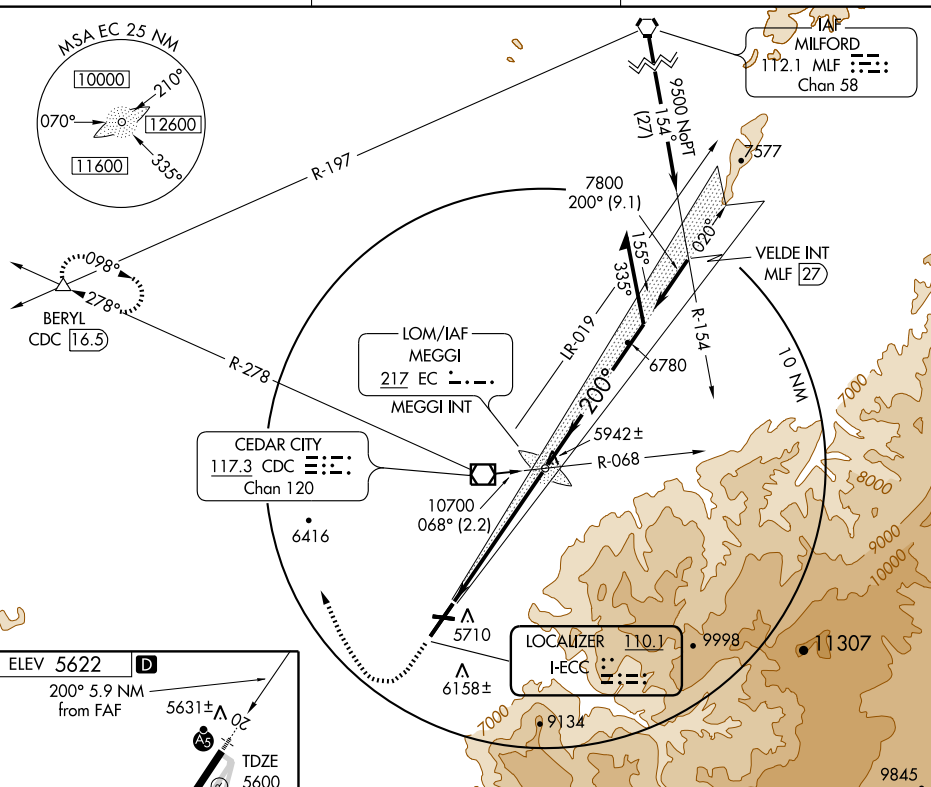 MSA EC 25 NM
10000
210°
070°
12600
11600
335°
IAF
MILFORD
112.1 MLF
Chan 58
9500 NoPT
154°
(27)
R-197
7577
7800
200° (9.1)
020°
155°
335°
VELDE INT
MLF 27
098°
278°
BERYL
CDC 16.5
R-278
LR-019
R-154
10 NM
LOM/IAF
MEGGI
217 EC
MEGGI INT
6780
200°
7000
5942±
R-068
CEDAR CITY
117.3 CDC
Chan 120
8000
10700
068° (2.2)
6416
9000
10000
5710
LOCALIZER 110.1
I-ECC
9998
11307
6158±
7000
9134
9845
ELEV 5622
D
200° 5.9 NM
from FAF
5631±
20
A5
TDZE
5600